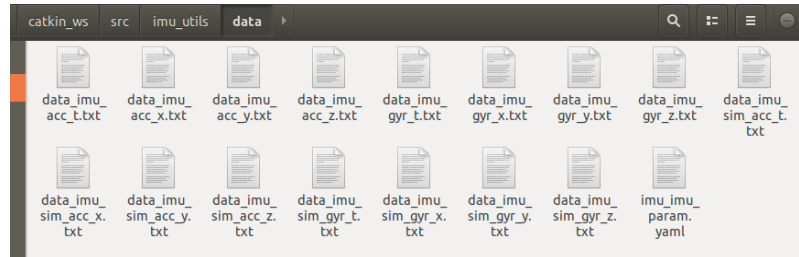 catkin_ws src imu_utils data
data_imu_ data_imu_ data_imu_ data_imu_ data_imu_ data_imu_ data_imu_ data_imu_ data_imu_
acc_t.txt acc_x.txt acc_y.txt acc_z.txt gyr_t.txt gyr_x.txt gyr_y.txt gyr_z.txt sim_acc_t.
txt
data_imu_ data_imu_ data_imu_ data_imu_ data_imu_ data_imu_ data_imu_ imu_imu_
sim_acc_x. sim_acc_y. sim_acc_z. sim_gyr_t. sim_gyr_x. sim_gyr_y. sim_gyr_z. param.
txt txt txt txt txt txt txt yaml